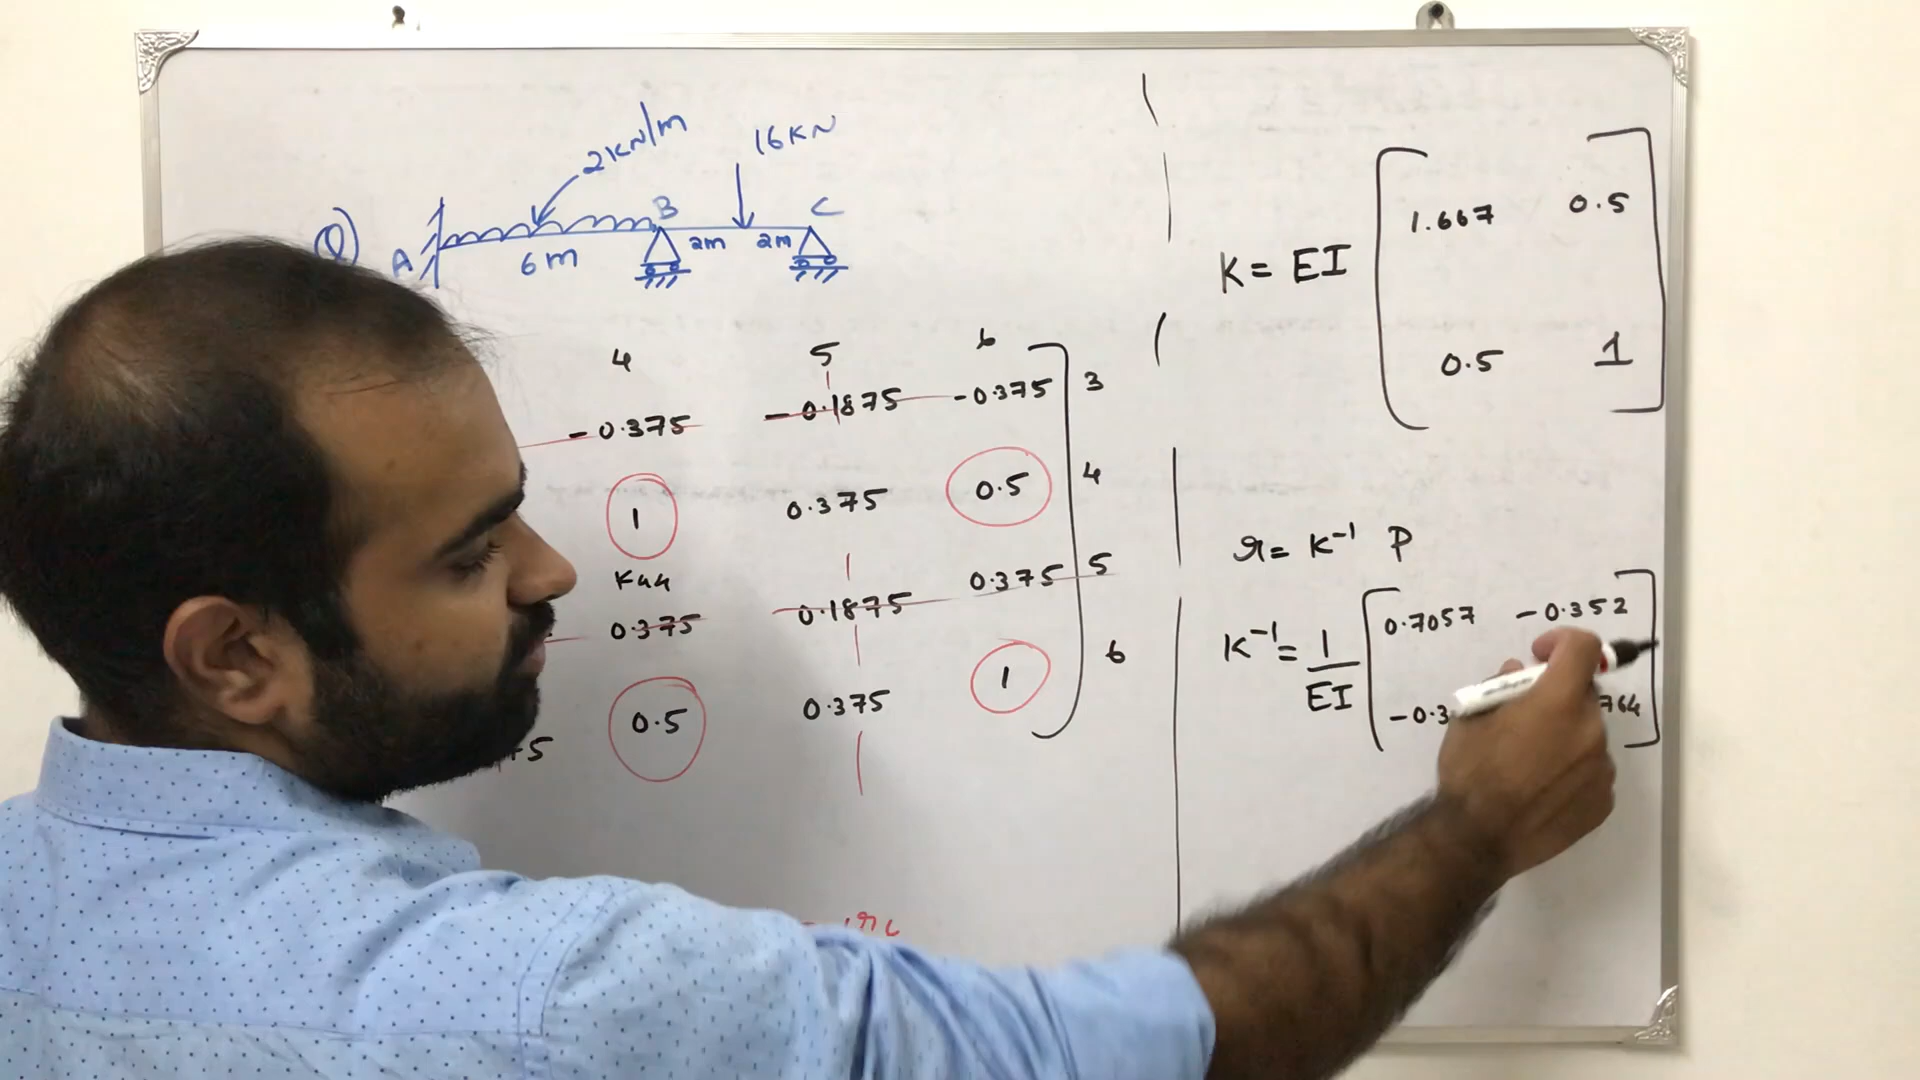 Q)
2KN/m
16KN
A
B
C
6m
2m
2m
4 5 6
-0.375 -0.1875 -0.375 3
1 0.375 0.5 4
K44
0.375 0.1875 0.375 5
0.5 0.375 1 6
K= EI
1.667 0.5
0.5 1
r= K⁻¹ P
K⁻¹= 1/EI
0.7057 -0.352
-0.3 764